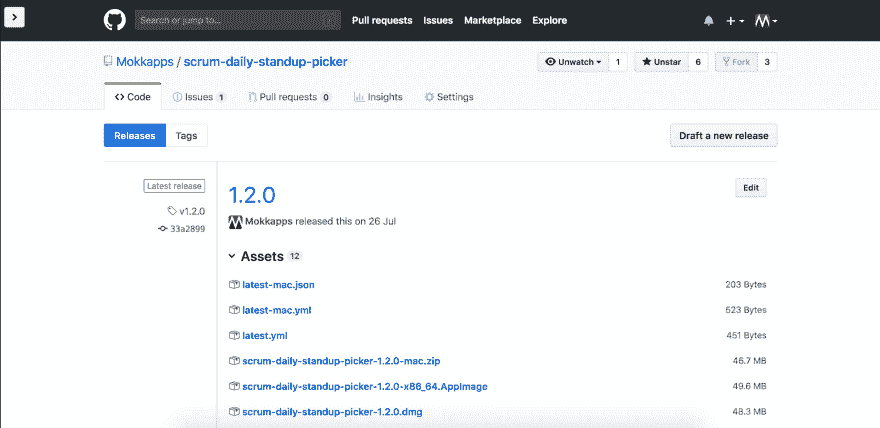 Search or jump to... /
Pull requests Issues Marketplace Explore
Mokkapps / scrum-daily-standup-picker
Unwatch 1 Unstar 6 Fork 3
Code Issues 1 Pull requests 0 Insights Settings
Releases Tags Draft a new release
Latest release
1.2.0 Edit
v1.2.0
Mokkapps released this on 26 Jul
33a2899
Assets 12
latest-mac.json 203 Bytes
latest-mac.yml 523 Bytes
latest.yml 451 Bytes
scrum-daily-standup-picker-1.2.0-mac.zip 46.7 MB
scrum-daily-standup-picker-1.2.0-x86_64.AppImage 49.6 MB
scrum-daily-standup-picker-1.2.0.dmg 48.3 MB